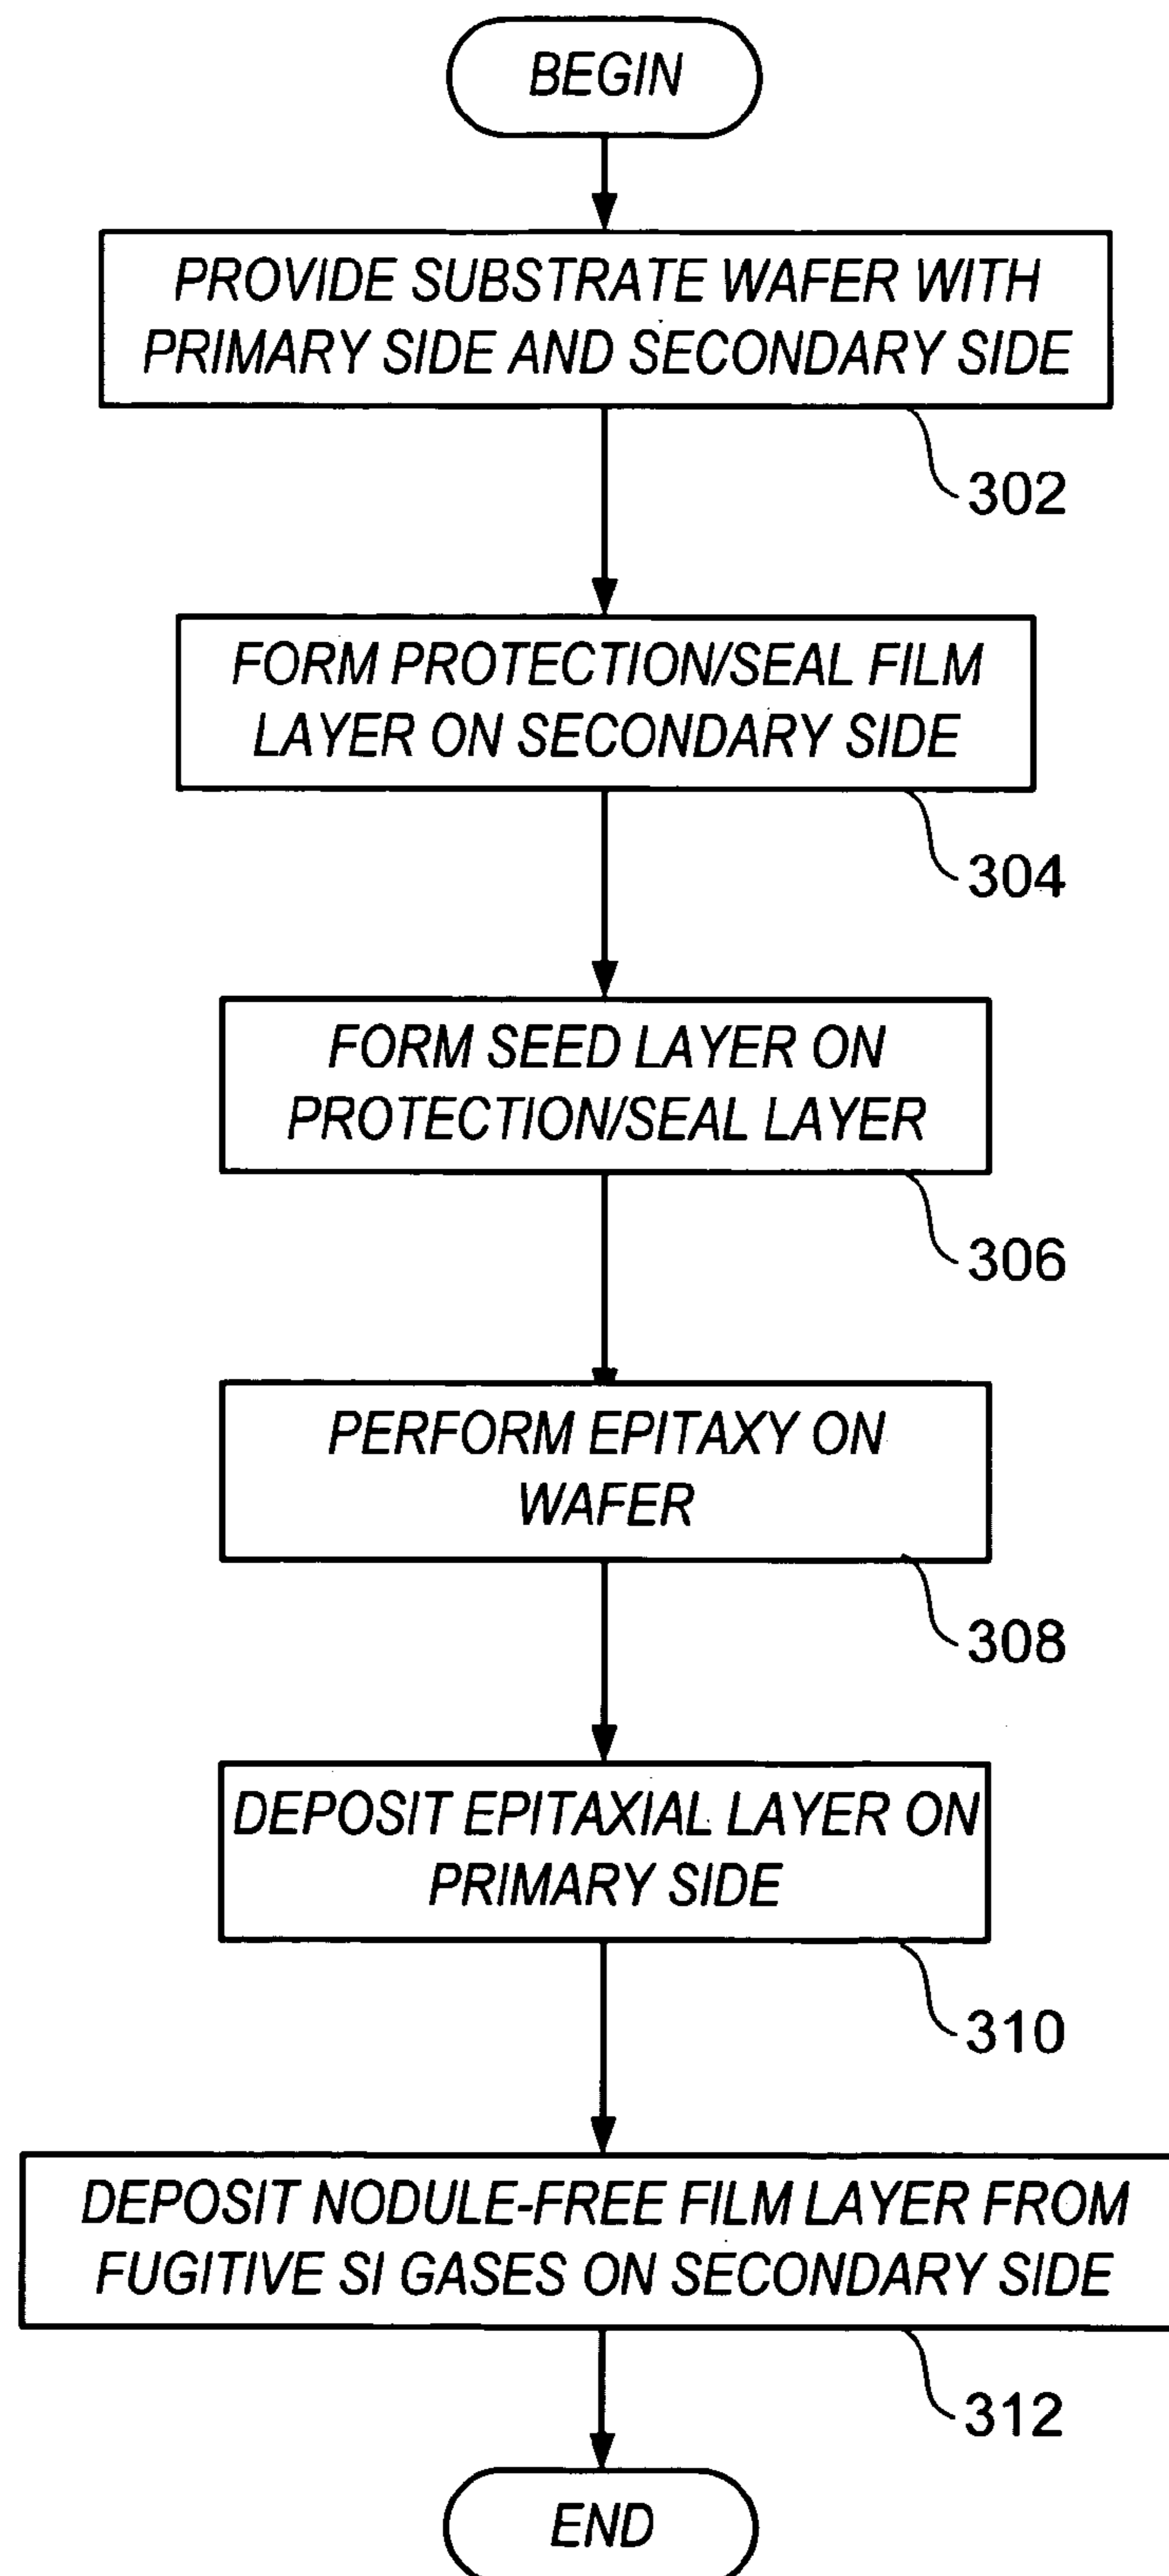 BEGIN
PROVIDE SUBSTRATE WAFER WITH
PRIMARY SIDE AND SECONDARY SIDE
302
FORM PROTECTION/SEAL FILM
LAYER ON SECONDARY SIDE
304
FORM SEED LAYER ON
PROTECTION/SEAL LAYER
306
PERFORM EPITAXY ON
WAFER
308
DEPOSIT EPITAXIAL LAYER ON
PRIMARY SIDE
310
DEPOSIT NODULE-FREE FILM LAYER FROM
FUGITIVE SI GASES ON SECONDARY SIDE
312
END